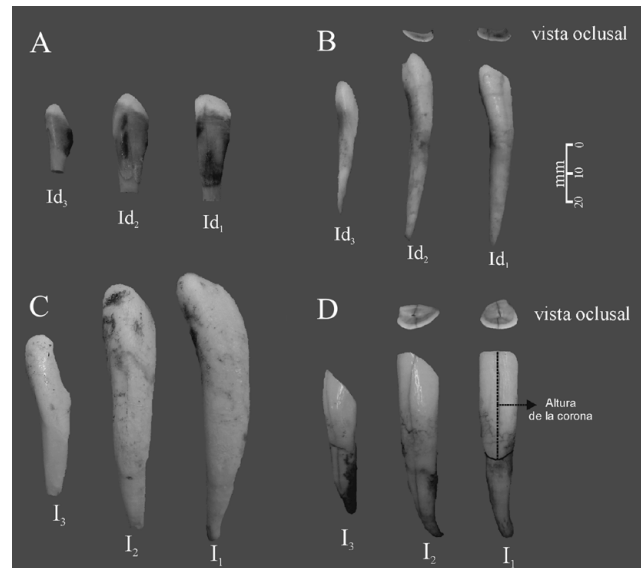 A
Id₃
Id₂
Id₁
B
vista oclusal
Id₃
Id₂
Id₁
mm
0
10
20
C
I₃
I₂
I₁
D
vista oclusal
Altura
de la corona
I₃
I₂
I₁